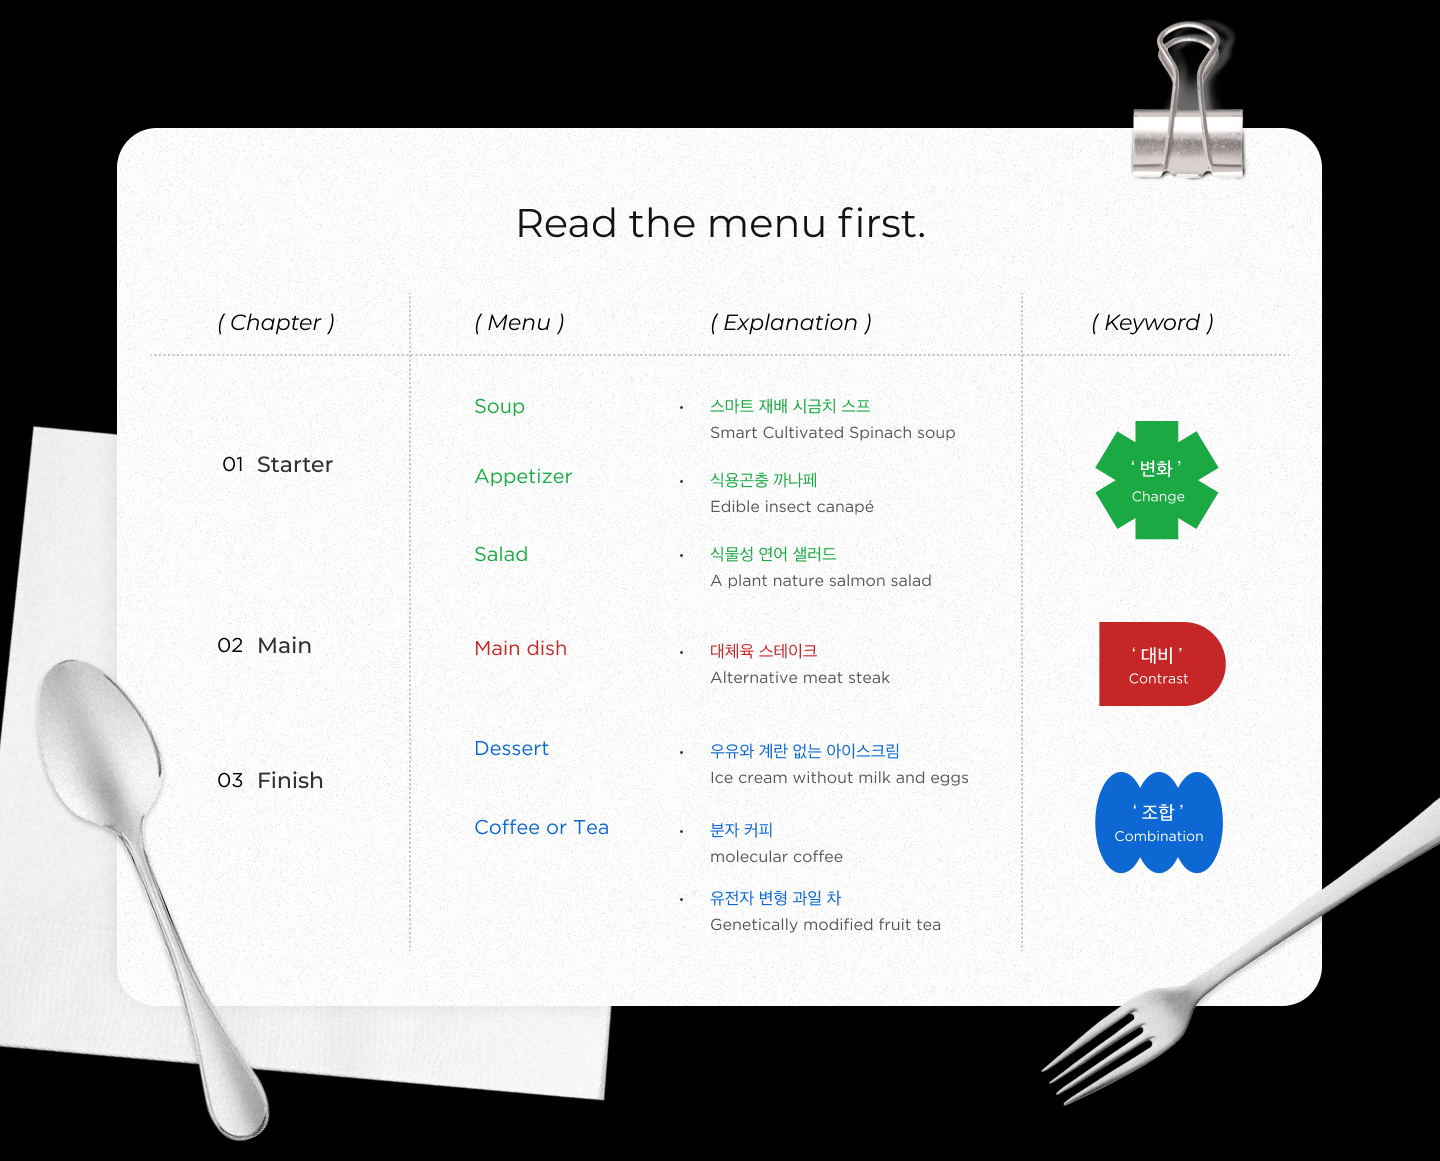 Read the menu first.
( Chapter )
( Menu )
( Explanation )
( Keyword )
01 Starter
Soup
· 스마트 재배 시금치 스프
Smart Cultivated Spinach soup
Appetizer
· 식용곤충 까나페
Edible insect canapé
Salad
· 식물성 연어 샐러드
A plant nature salmon salad
‘ 변화 ’
Change
02 Main
Main dish
· 대체육 스테이크
Alternative meat steak
‘ 대비 ’
Contrast
03 Finish
Dessert
· 우유와 계란 없는 아이스크림
Ice cream without milk and eggs
Coffee or Tea
· 분자 커피
molecular coffee
· 유전자 변형 과일 차
Genetically modified fruit tea
‘ 조합 ’
Combination